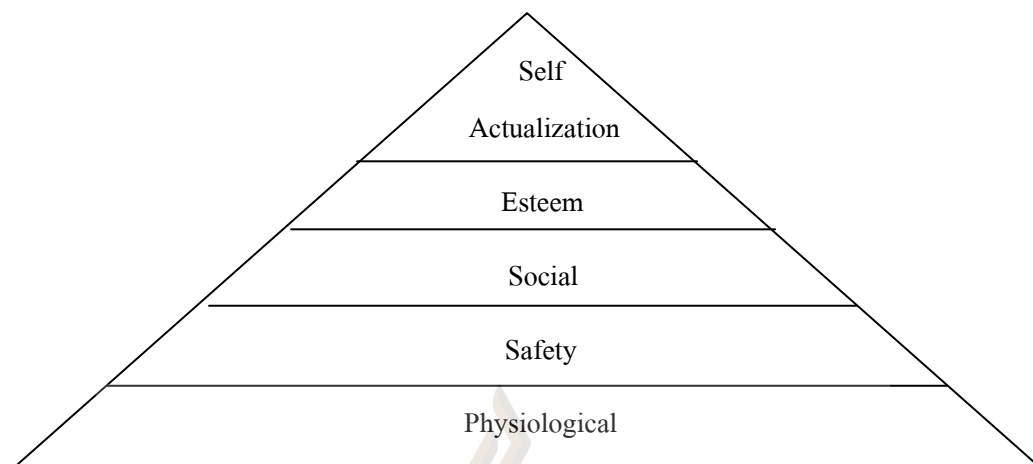 Self
Actualization
Esteem
Social
Safety
Physiological